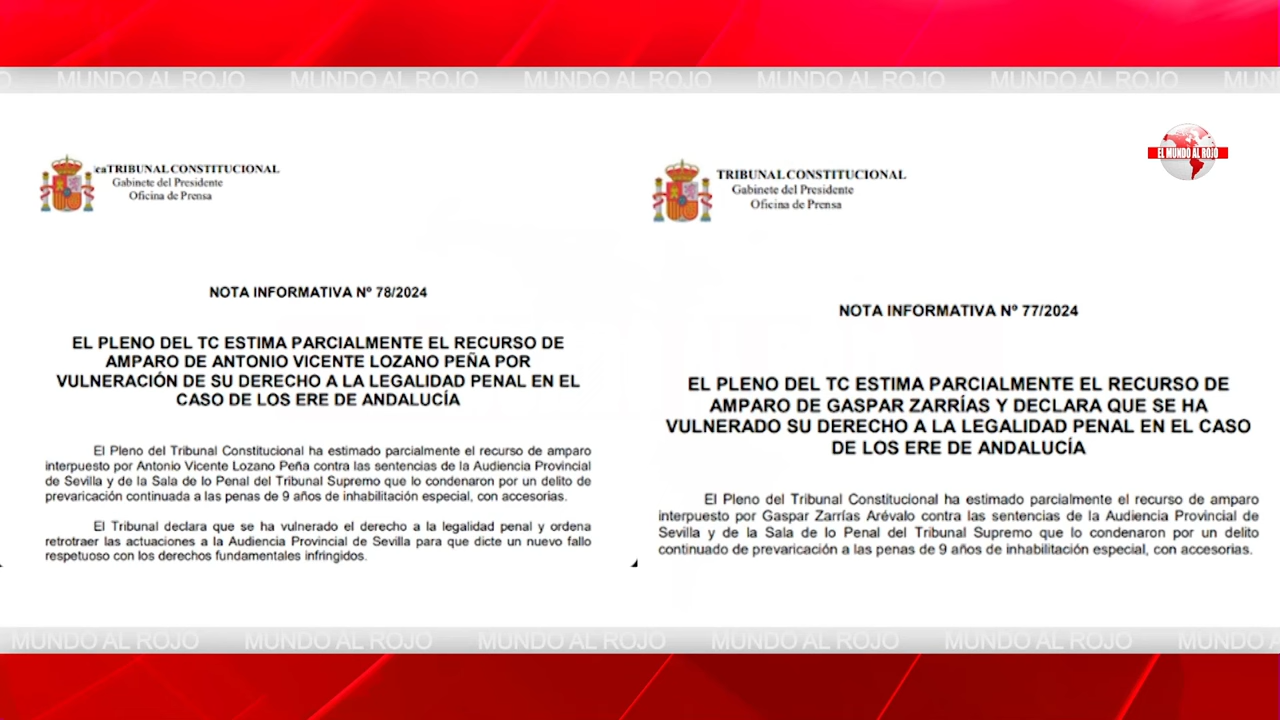 MUNDO AL ROJO MUNDO AL ROJO MUNDO AL ROJO MUNDO AL ROJO MUNDO AL ROJO
EL MUNDO AL ROJO
caTRIBUNAL CONSTITUCIONAL
Gabinete del Presidente
Oficina de Prensa
NOTA INFORMATIVA Nº 78/2024
EL PLENO DEL TC ESTIMA PARCIALMENTE EL RECURSO DE
AMPARO DE ANTONIO VICENTE LOZANO PEÑA POR
VULNERACIÓN DE SU DERECHO A LA LEGALIDAD PENAL EN EL
CASO DE LOS ERE DE ANDALUCÍA
El Pleno del Tribunal Constitucional ha estimado parcialmente el recurso de amparo
interpuesto por Antonio Vicente Lozano Peña contra las sentencias de la Audiencia Provincial
de Sevilla y de la Sala de lo Penal del Tribunal Supremo que lo condenaron por un delito de
prevaricación continuada a las penas de 9 años de inhabilitación especial, con accesorias.
El Tribunal declara que se ha vulnerado el derecho a la legalidad penal y ordena
retrotraer las actuaciones a la Audiencia Provincial de Sevilla para que dicte un nuevo fallo
respetuoso con los derechos fundamentales infringidos.
TRIBUNAL CONSTITUCIONAL
Gabinete del Presidente
Oficina de Prensa
NOTA INFORMATIVA Nº 77/2024
EL PLENO DEL TC ESTIMA PARCIALMENTE EL RECURSO DE
AMPARO DE GASPAR ZARRÍAS Y DECLARA QUE SE HA
VULNERADO SU DERECHO A LA LEGALIDAD PENAL EN EL CASO
DE LOS ERE DE ANDALUCÍA
El Pleno del Tribunal Constitucional ha estimado parcialmente el recurso de amparo
interpuesto por Gaspar Zarrías Arévalo contra las sentencias de la Audiencia Provincial de
Sevilla y de la Sala de lo Penal del Tribunal Supremo que lo condenaron por un delito
continuado de prevaricación a las penas de 9 años de inhabilitación especial, con accesorias.
MUNDO AL ROJO MUNDO AL ROJO MUNDO AL ROJO MUNDO AL ROJO MUNDO AL ROJO